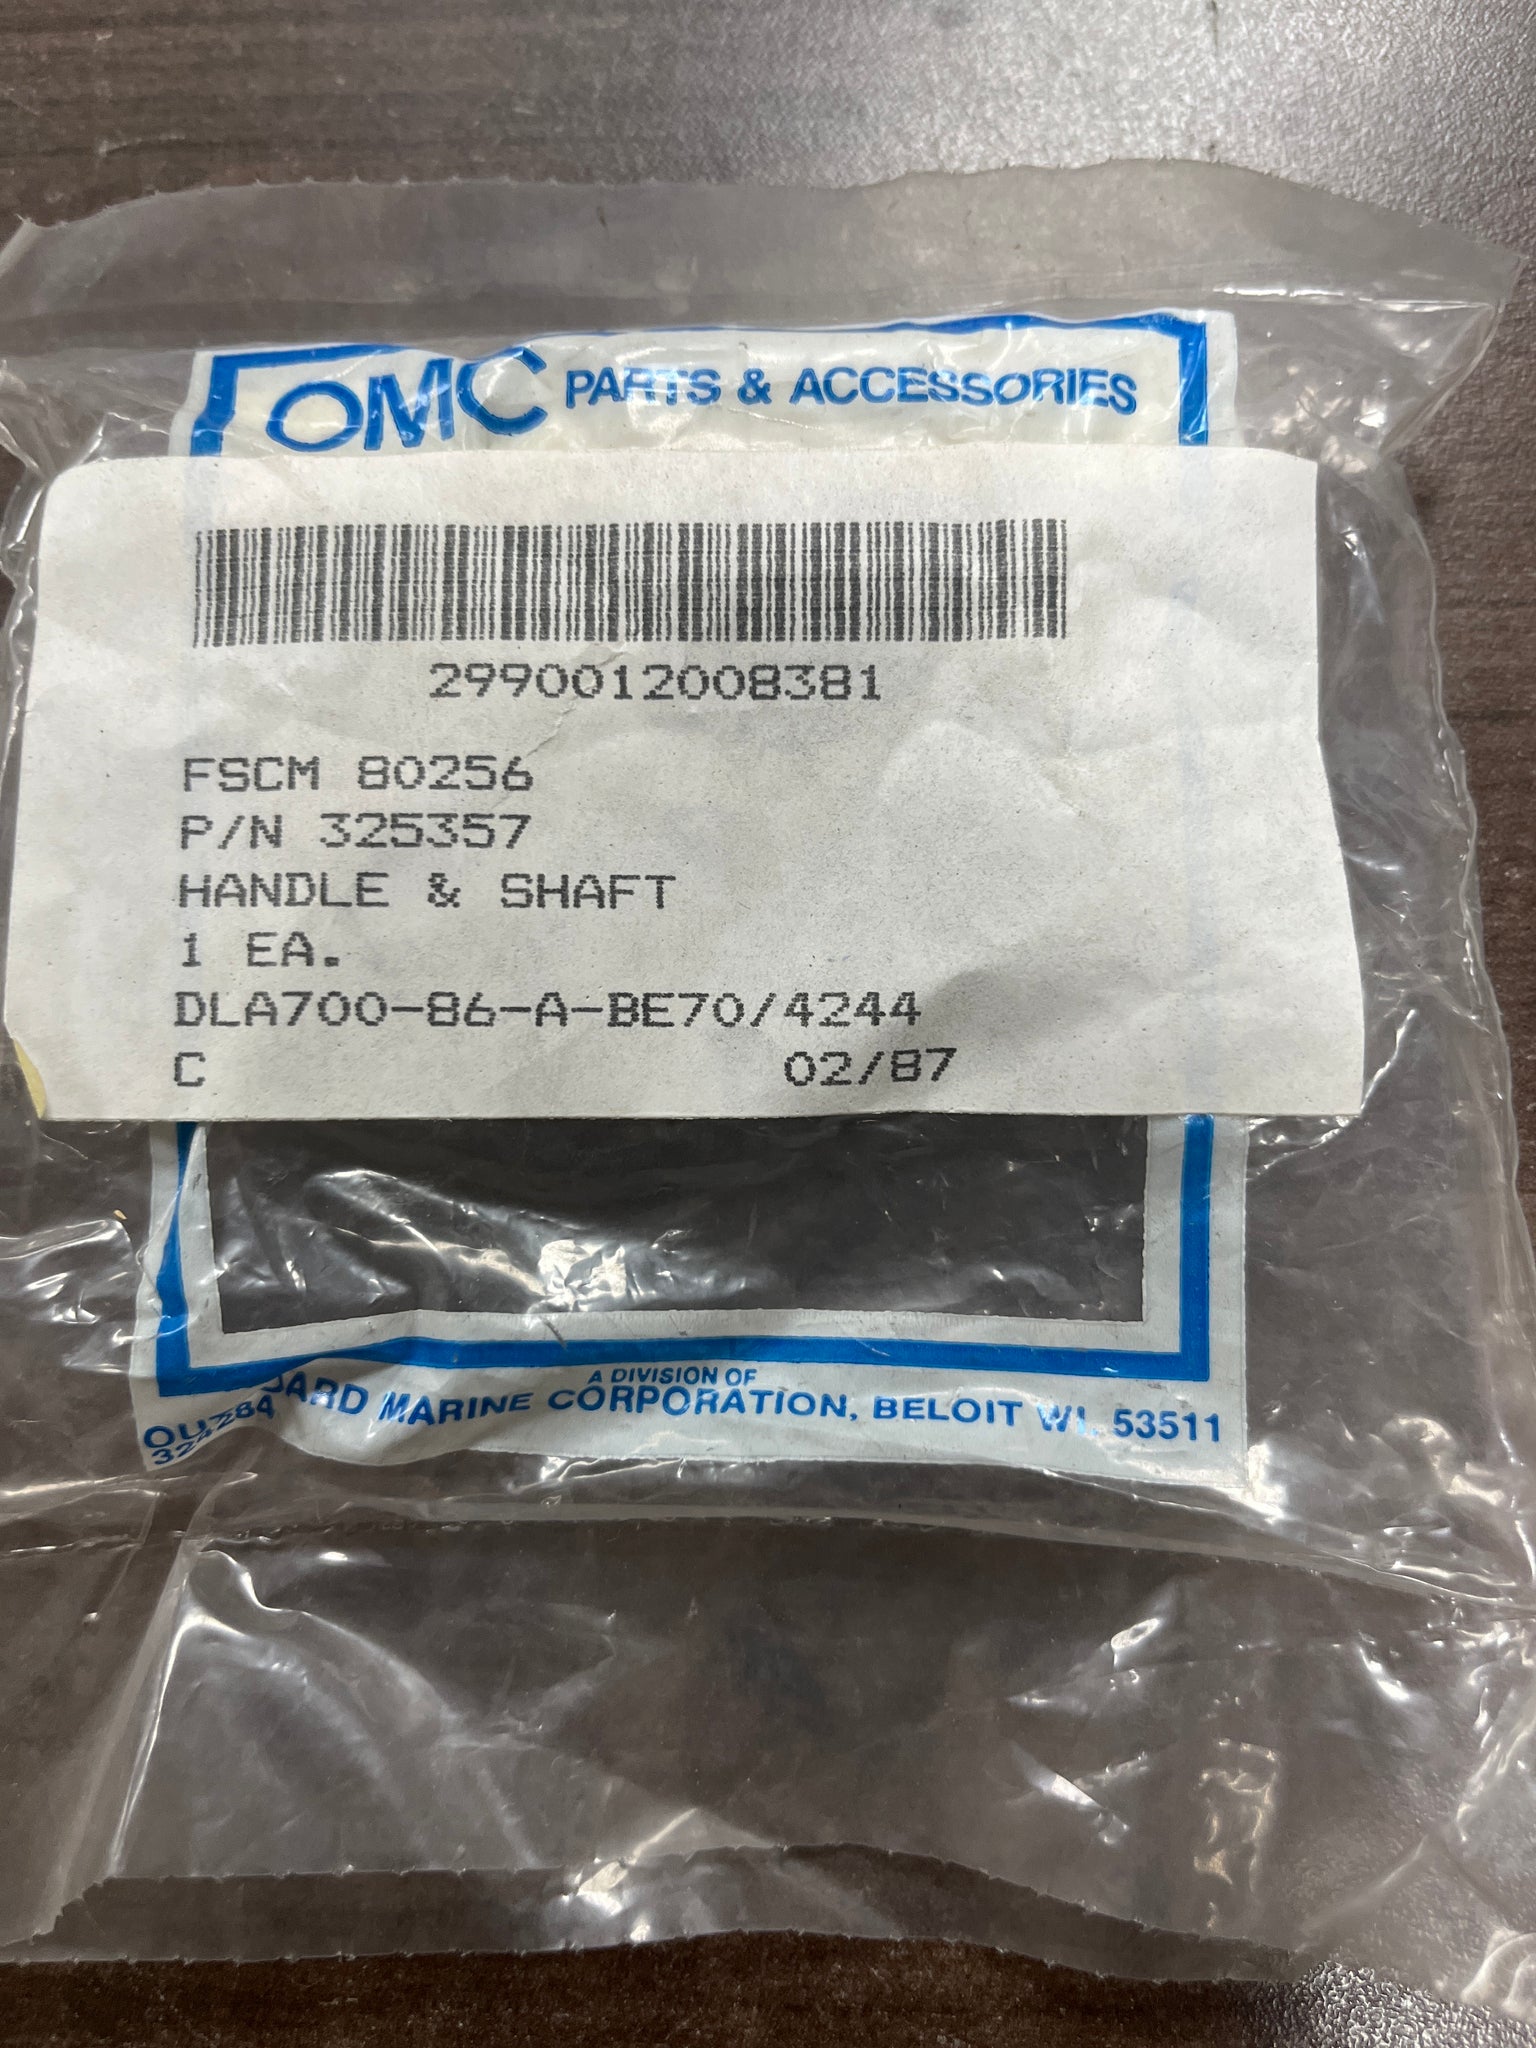 OMC PARTS & ACCESSORIES
2990012008381
FSCM 80256
P/N 325357
HANDLE & SHAFT
1 EA.
DLA700-86-A-BE70/4244
C 02/87
A DIVISION OF
MARINE CORPORATION, BELOIT WI. 53511